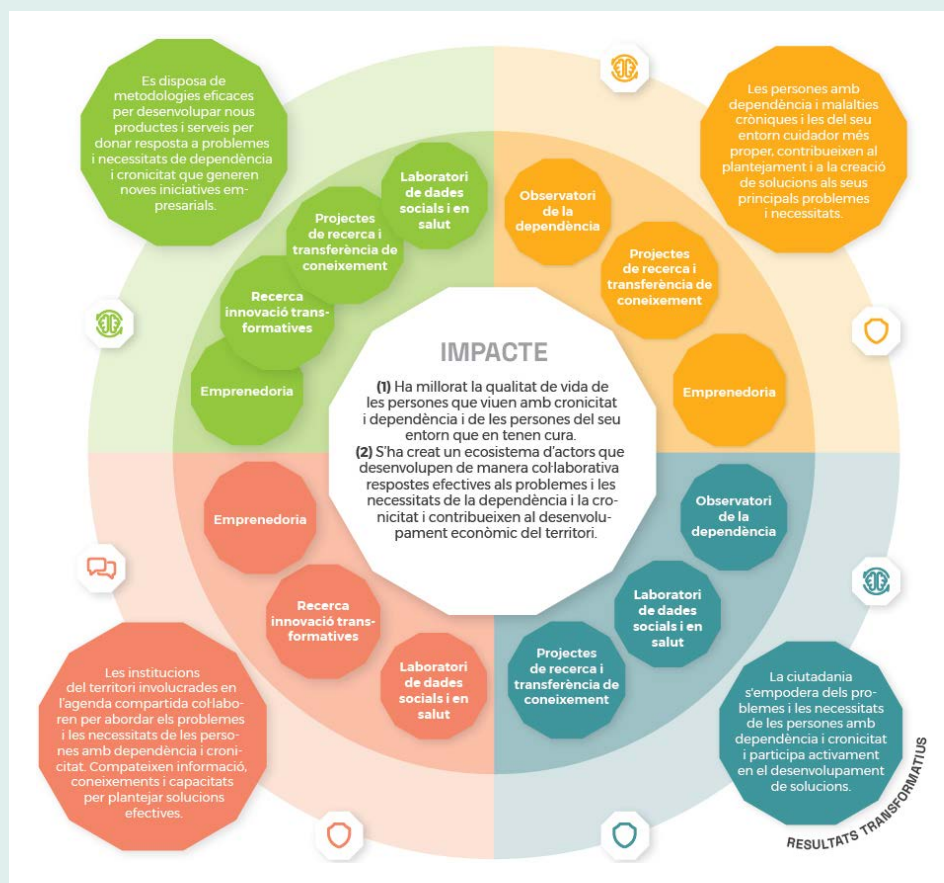 Es disposa de
metodologies eficaces
per desenvolupar nous
productes i serveis per
donar resposta a problemes
i necessitats de dependència
i cronicitat que generen
noves iniciatives em-
presarials.
Les persones amb
dependència i malalties
cròniques i les del seu
entorn cuidador més
proper, contribueixen al
plantejament i a la creació
de solucions als seus
principals problemes
i necessitats.
Laboratori
de dades
socials i en
salut
Projectes
de recerca i
transferència de
coneixement
Recerca
innovació trans-
formatives
Emprenedoria
Observatori
de la
dependència
Projectes
de recerca i
transferència de
coneixement
Emprenedoria
IMPACTE
(1) Ha millorat la qualitat de vida de
les persones que viuen amb cronicitat
i dependència i de les persones del seu
entorn que en tenen cura.
(2) S'ha creat un ecosistema d'actors que
desenvolupen de manera col·laborativa
respostes efectives als problemes i les
necessitats de la dependència i la cro-
nicitat i contribueixen al desenvolu-
pament econòmic del territori.
Emprenedoria
Recerca
innovació trans-
formatives
Laboratori
de dades
socials i en
salut
Observatori
de la
dependència
Laboratori
de dades
socials i en
salut
Projectes
de recerca i
transferència de
coneixement
Les institucions
del territori involucrades en
l'agenda compartida col·labo-
ren per abordar els problemes
i les necessitats de les perso-
nes amb dependència i croni-
citat. Compateixen informació,
coneixements i capacitats
per plantejar solucions
efectives.
La ciutadania
s'empodera dels pro-
blemes i les necessitats
de les persones amb
dependència i cronicitat
i participa activament
en el desenvolupament
de solucions.
RESULTATS TRANSFORMATIUS